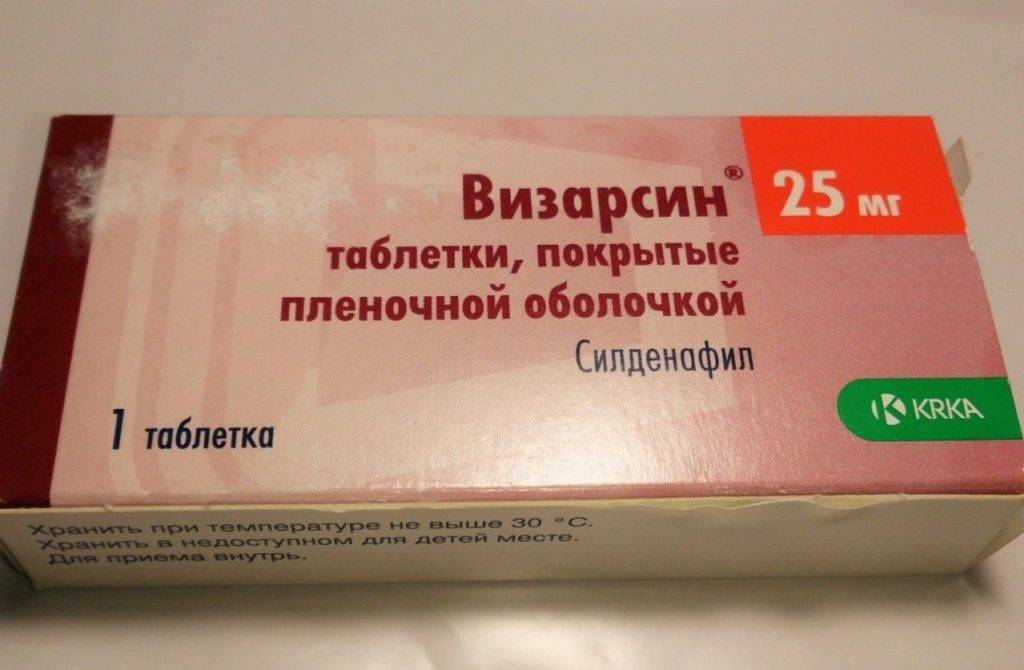 Визарсин®
25 мг
таблетки, покрытые
пленочной оболочкой
Силденафил
KRKA
1 таблетка
Хранить при температуре не выше 30 °С.
Хранить в недоступном для детей месте.
Для приема внутрь.